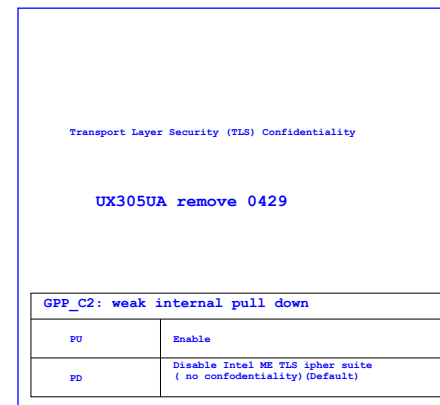 Transport Layer Security (TLS) Confidentiality
UX305UA remove 0429
GPP_C2: weak internal pull down
PU Enable
PD Disable Intel ME TLS ipher suite
( no confodentiality)(Default)